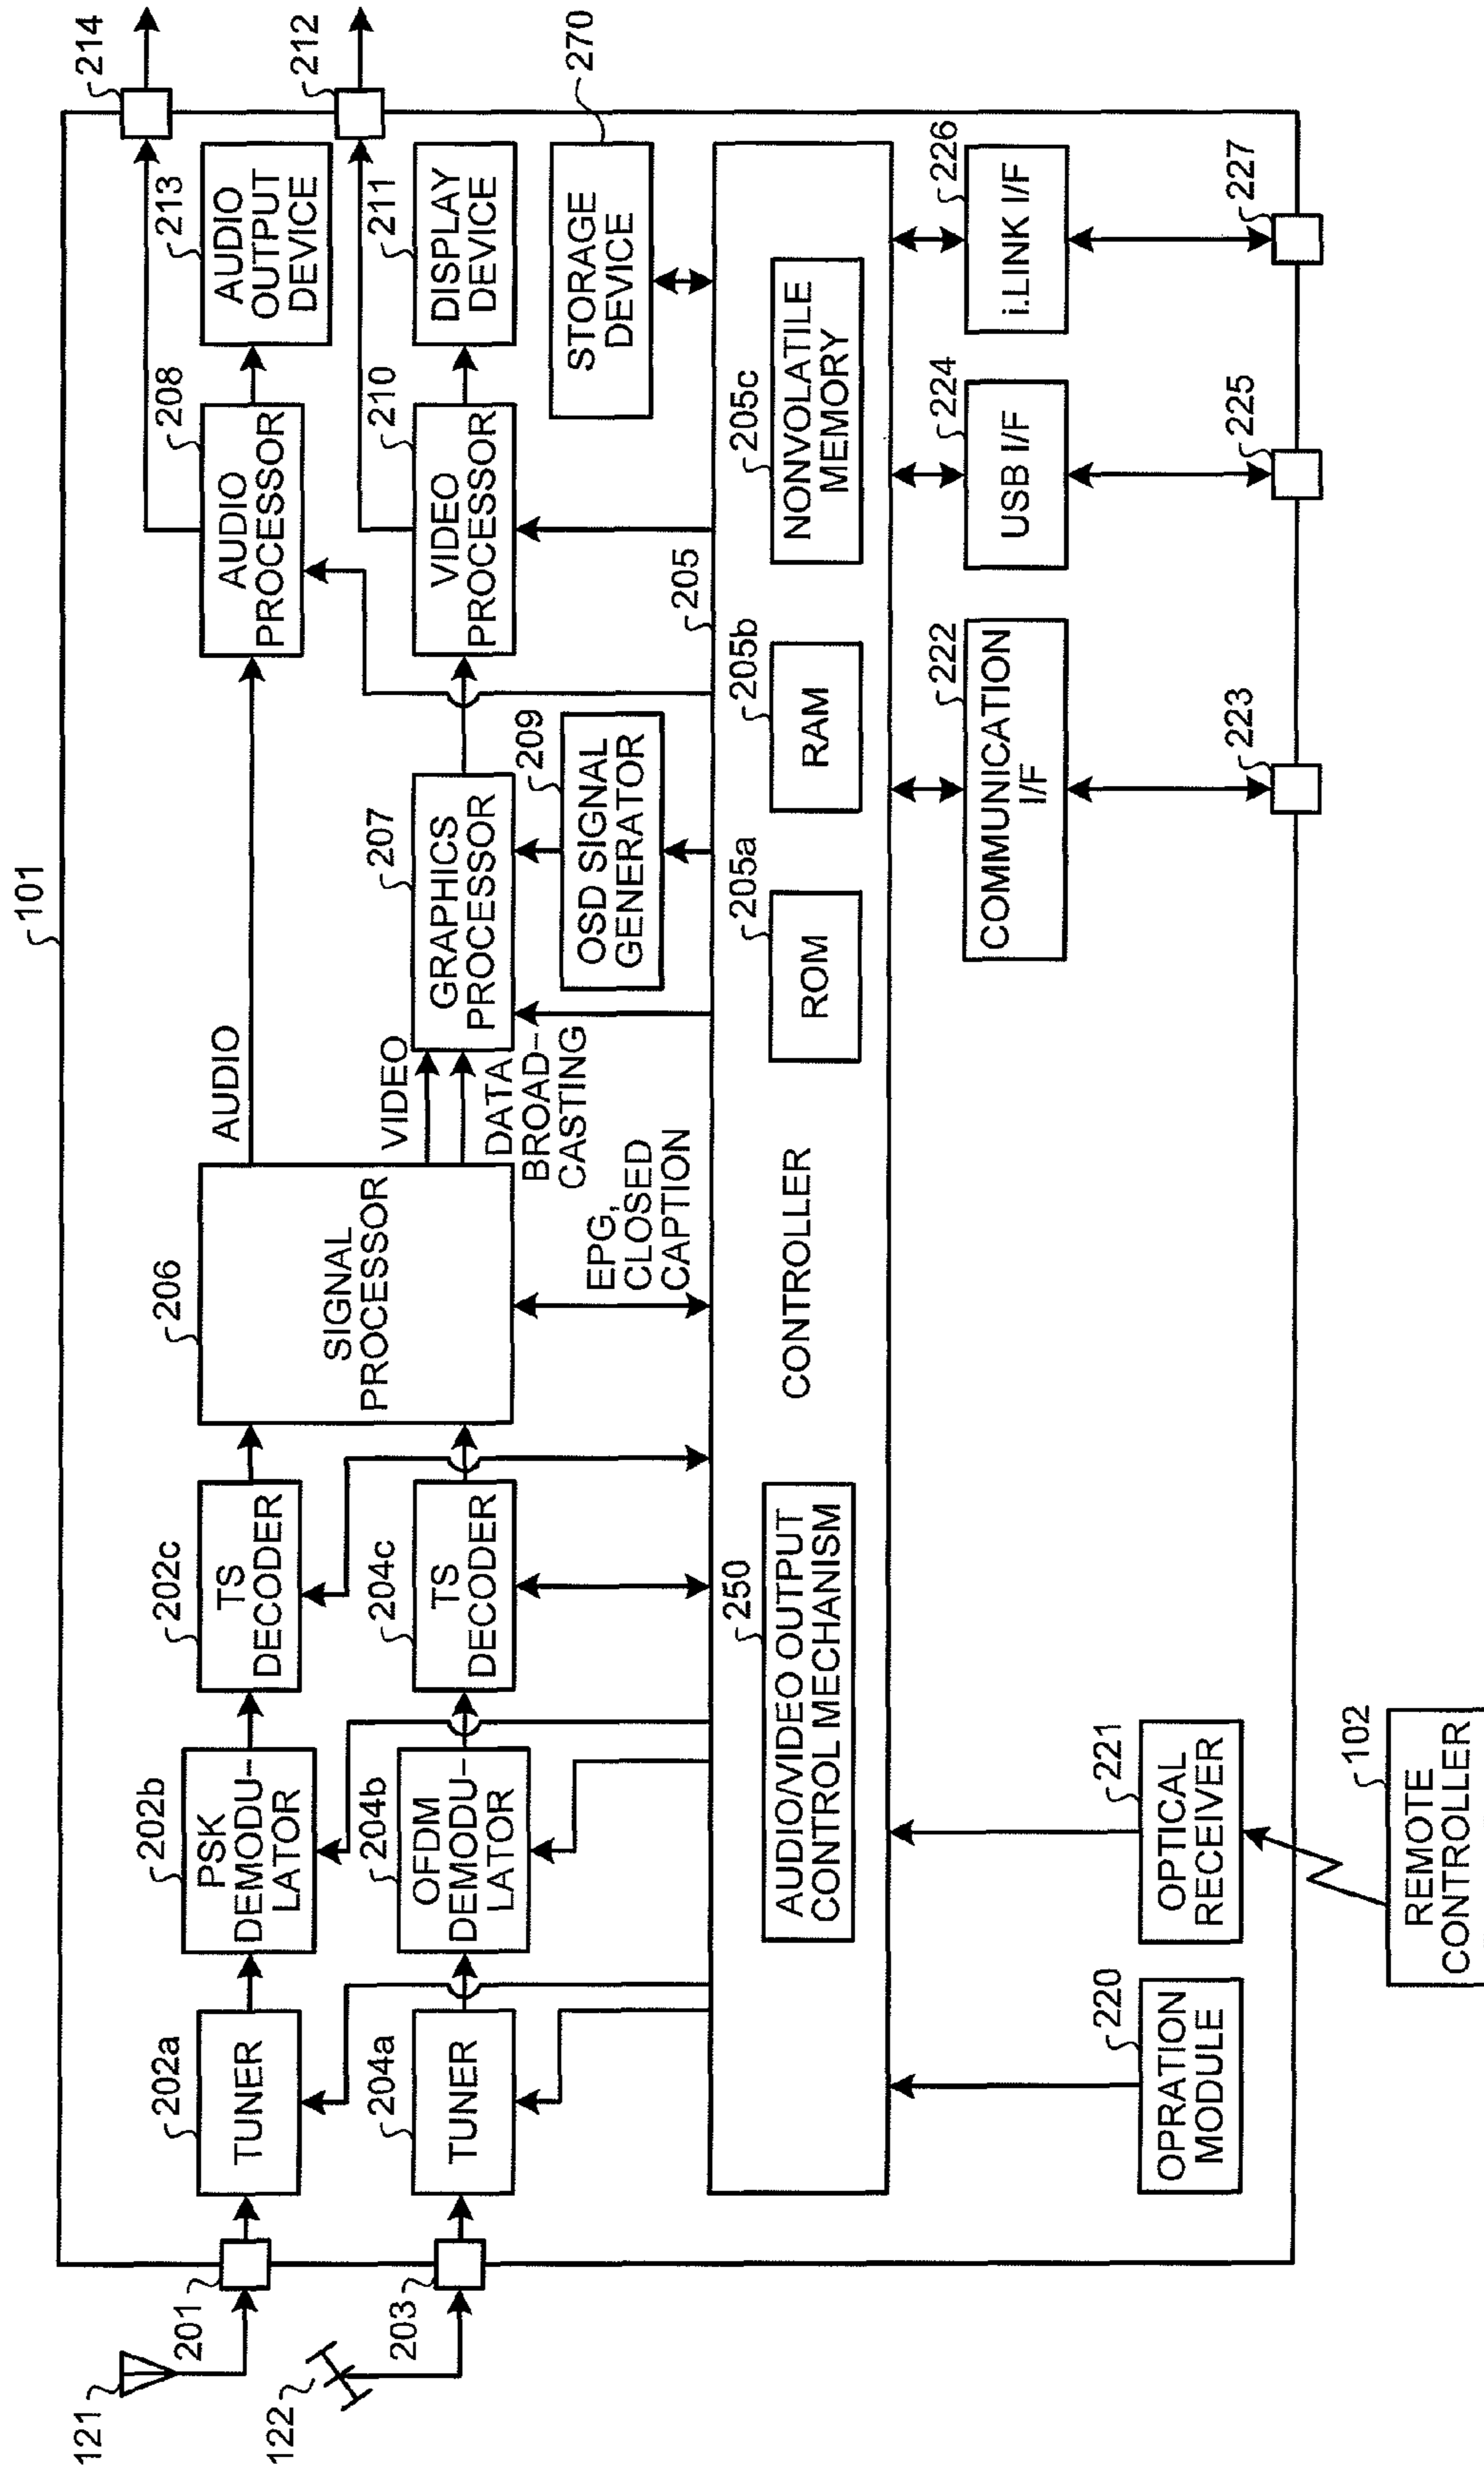 101
121
201
202a
TUNER
202b
PSK
DEMODU-
LATOR
202c
TS
DECODER
206
SIGNAL
PROCESSOR
AUDIO
208
AUDIO
PROCESSOR
213
AUDIO
OUTPUT
DEVICE
214
122
203
204a
TUNER
204b
OFDM
DEMODU-
LATOR
204c
TS
DECODER
VIDEO
DATA
BROAD-
CASTING
EPG,
CLOSED
CAPTION
207
GRAPHICS
PROCESSOR
209
OSD SIGNAL
GENERATOR
210
VIDEO
PROCESSOR
211
DISPLAY
DEVICE
212
STORAGE
DEVICE
270
205
250
AUDIO/VIDEO OUTPUT
CONTROL MECHANISM
CONTROLLER
205a
ROM
205b
RAM
205c
NONVOLATILE
MEMORY
220
OPRATION
MODULE
221
OPTICAL
RECEIVER
222
COMMUNICATION
I/F
224
USB I/F
226
i.LINK I/F
223
225
227
102
REMOTE
CONTROLLER